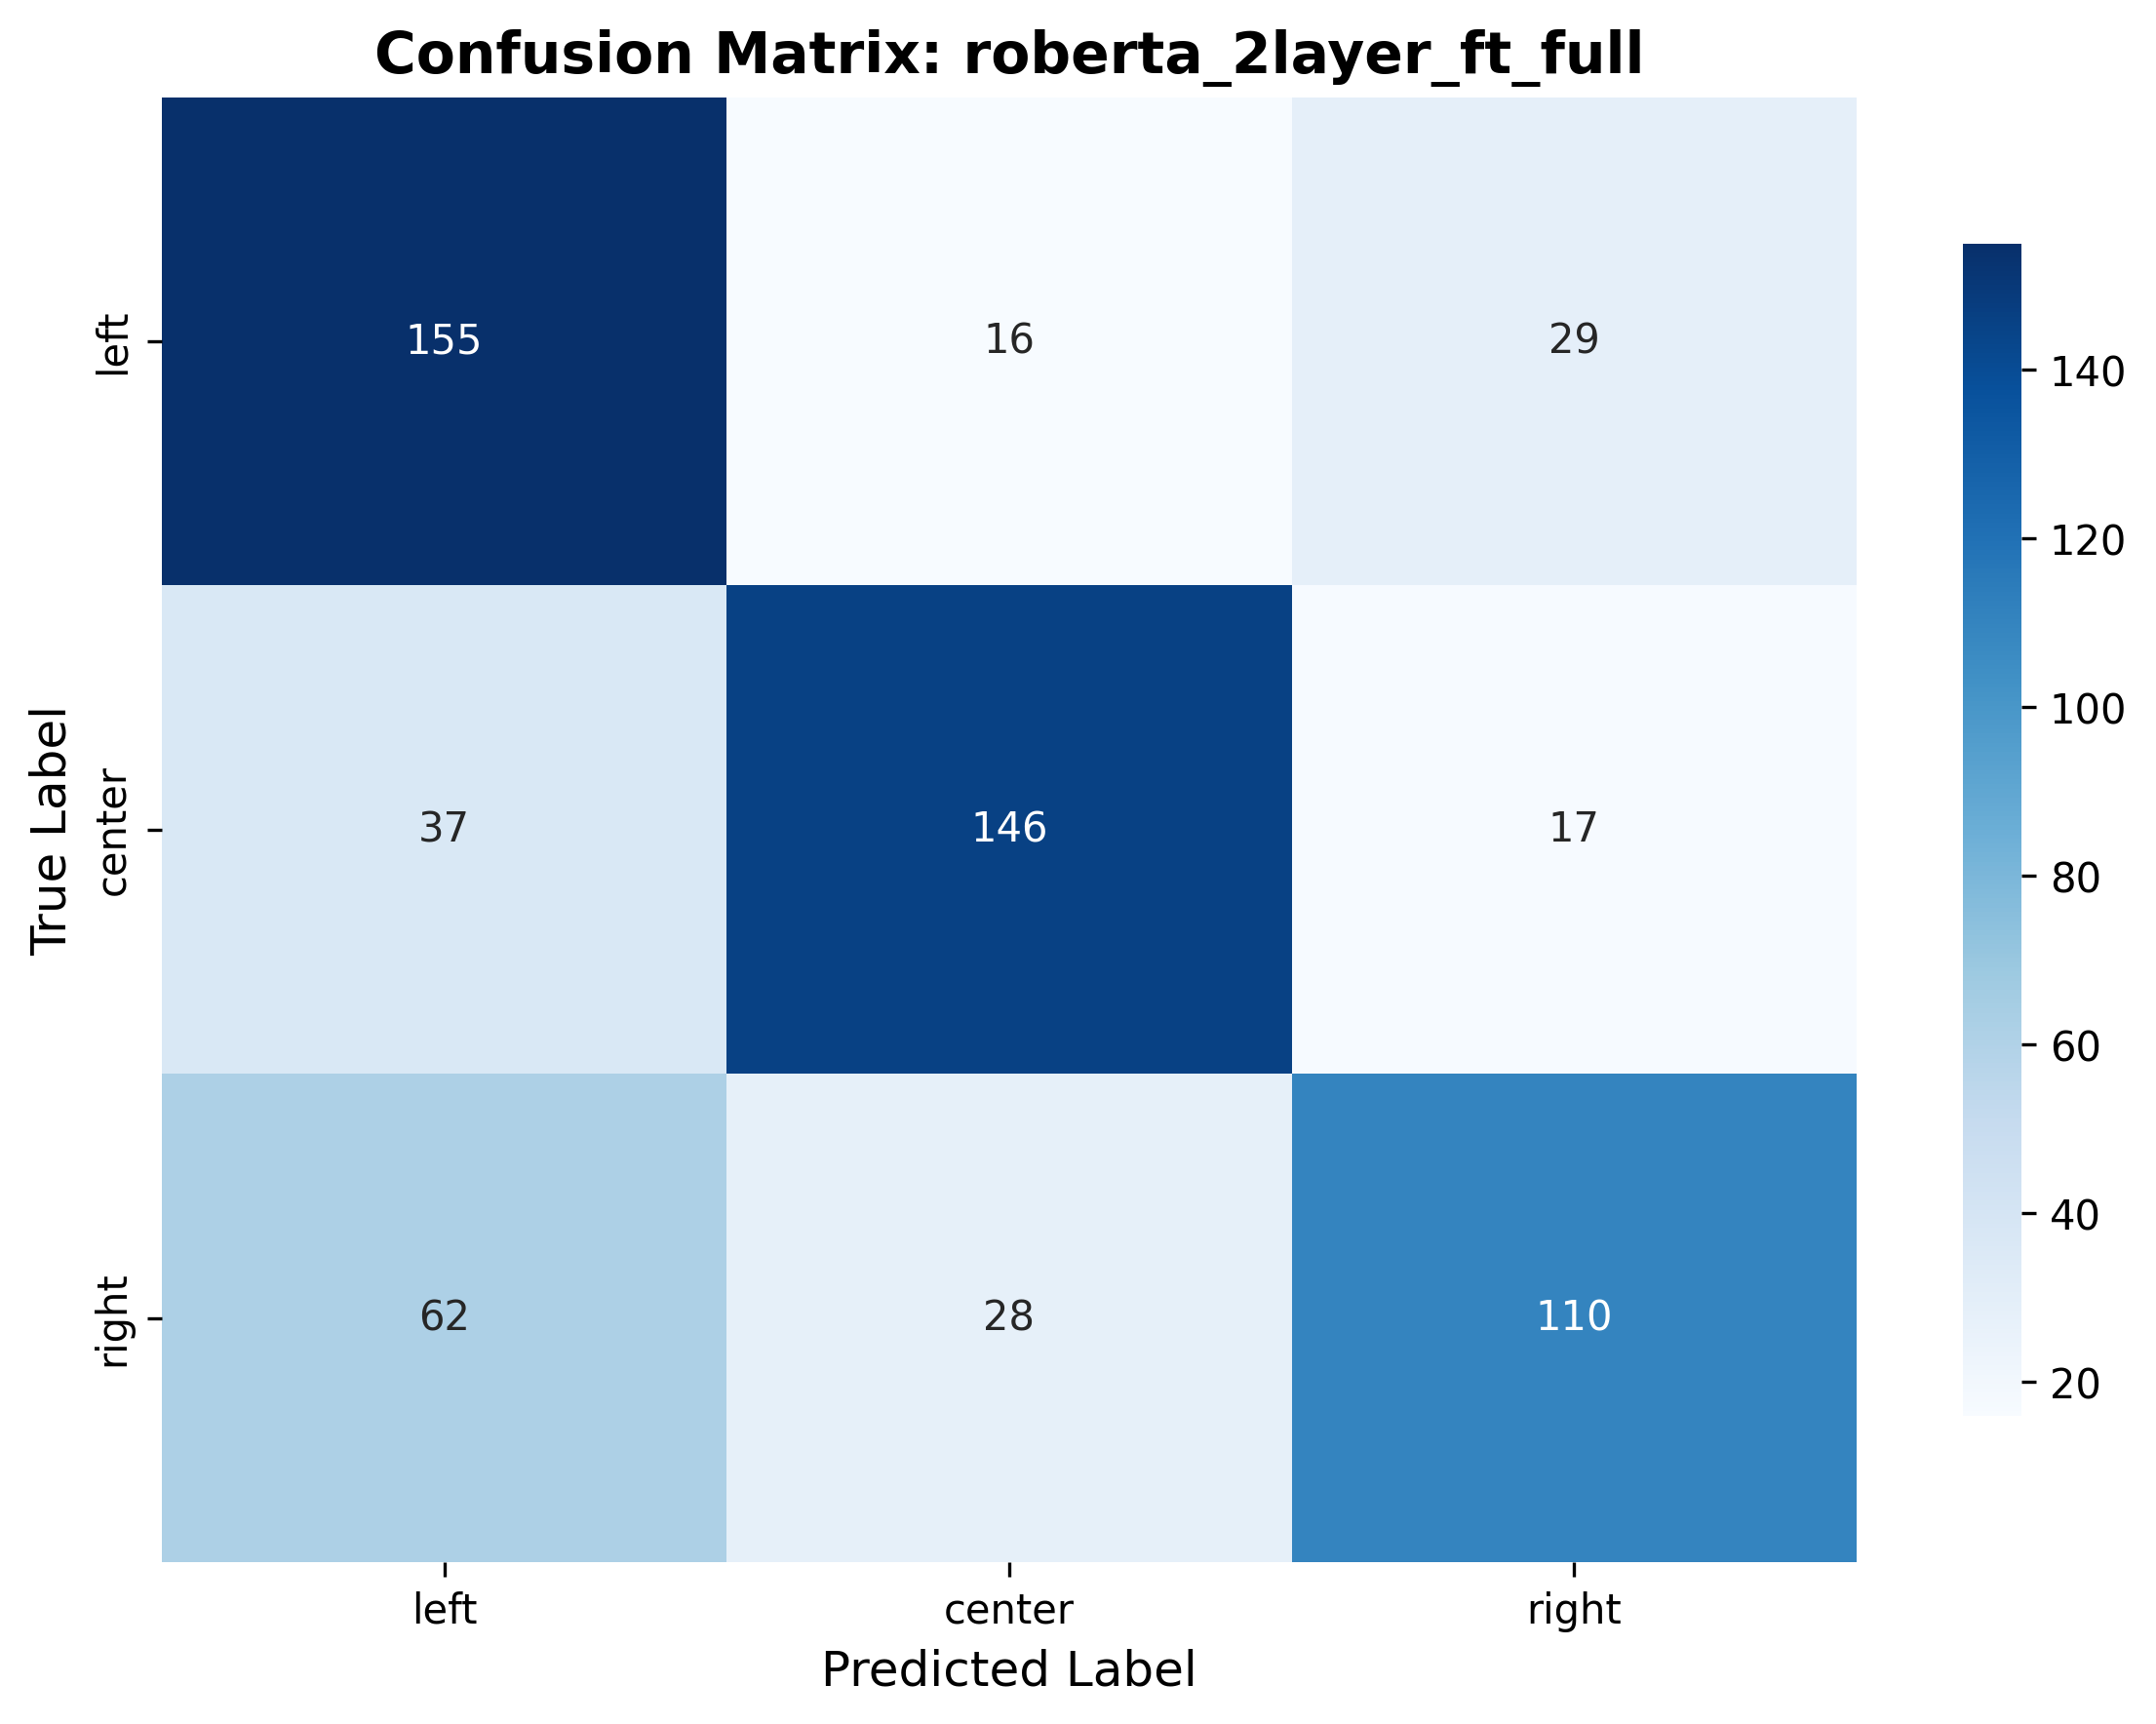 Confusion Matrix: roberta_2layer_ft_full
True Label
left
155
16
29
center
37
146
17
right
62
28
110
left
center
right
Predicted Label
140
120
100
80
60
40
20